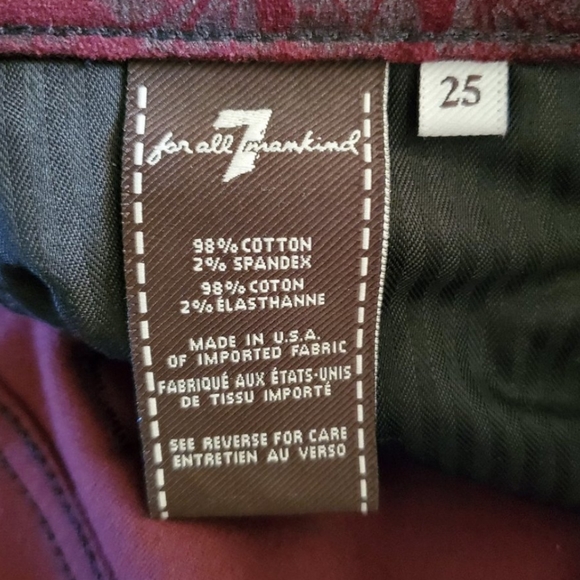 7
for all mankind
25
98% COTTON
2% SPANDEX
98% COTON
2% ÉLASTHANNE
MADE IN U.S.A.
OF IMPORTED FABRIC
FABRIQUÉ AUX ÉTATS-UNIS
DE TISSU IMPORTÉ
SEE REVERSE FOR CARE
ENTRETIEN AU VERSO